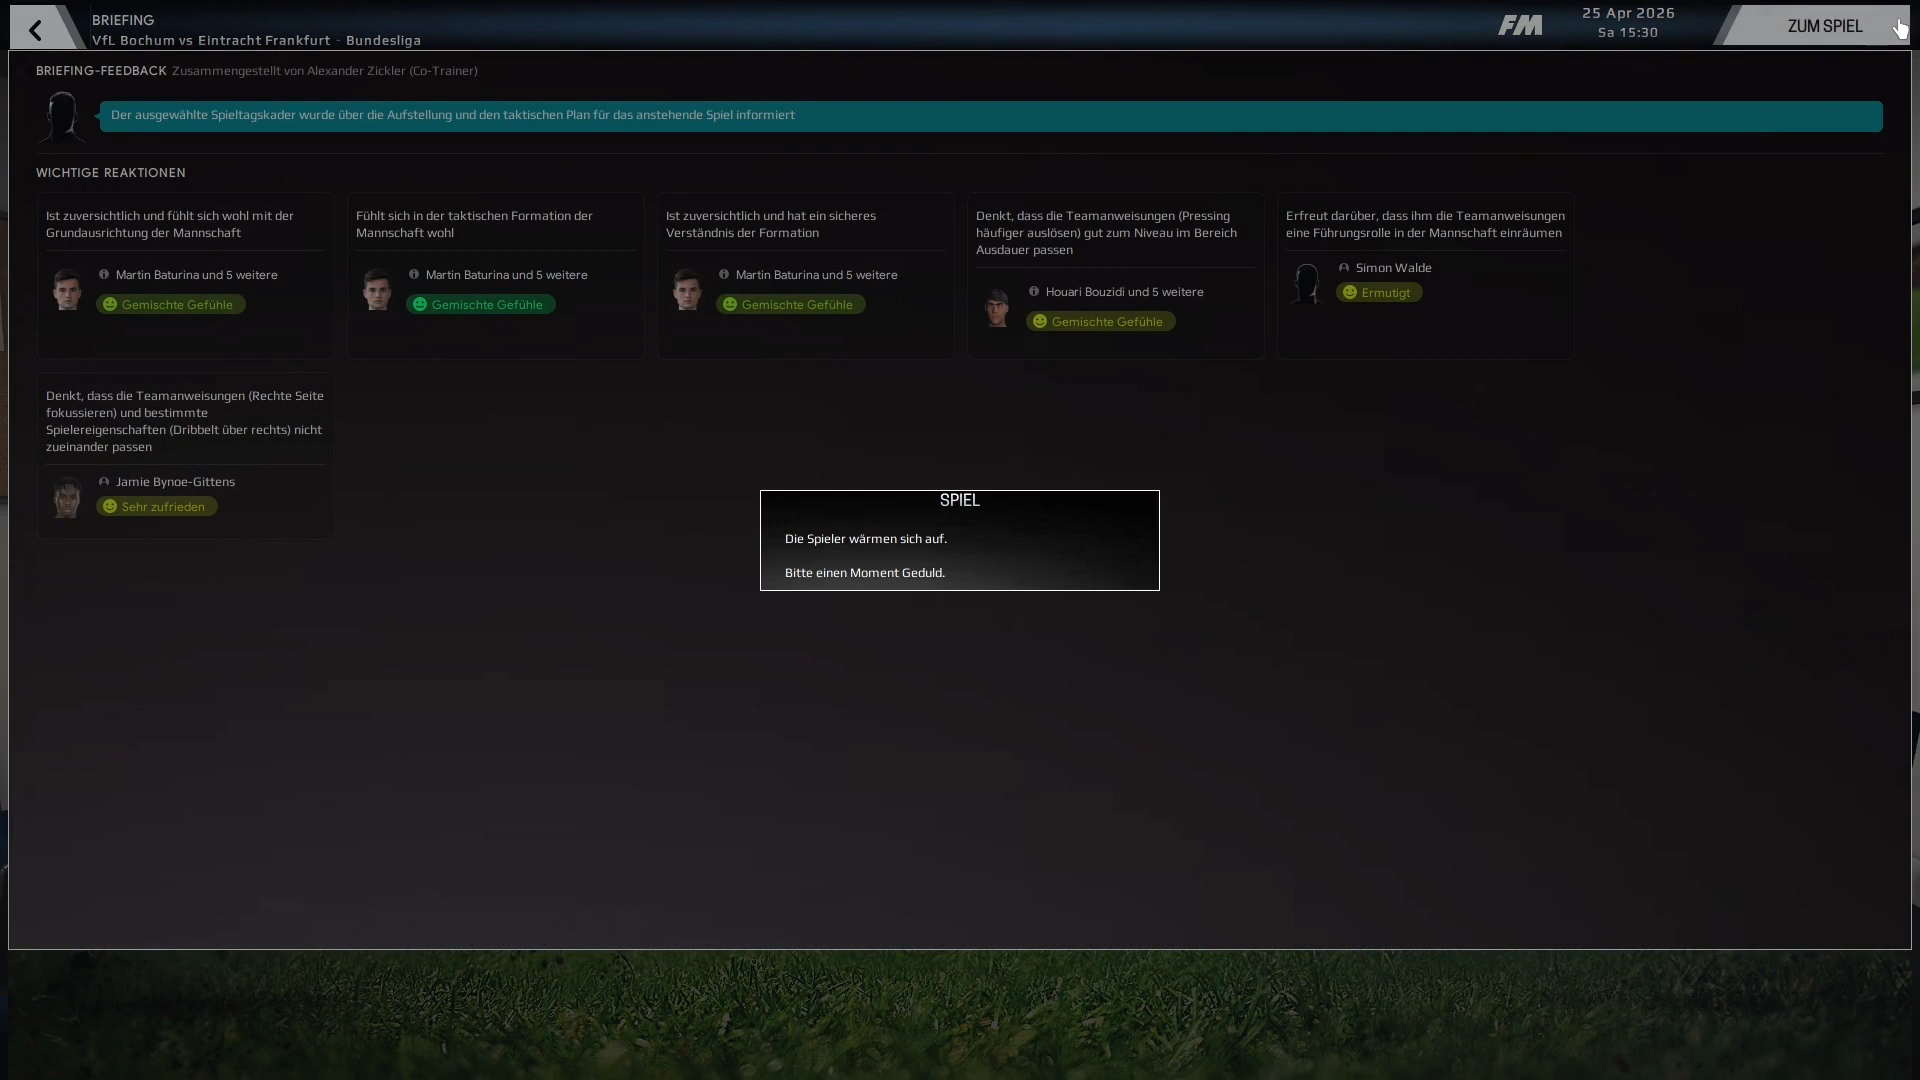 BRIEFING
VfL Bochum vs Eintracht Frankfurt - Bundesliga
FM
25 Apr 2026
Sa 15:30
ZUM SPIEL
BRIEFING-FEEDBACK Zusammengestellt von Alexander Zickler (Co-Trainer)
Der ausgewählte Spieltagskader wurde über die Aufstellung und den taktischen Plan für das anstehende Spiel informiert
WICHTIGE REAKTIONEN
Ist zuversichtlich und fühlt sich wohl mit der
Grundausrichtung der Mannschaft
Martin Baturina und 5 weitere
Gemischte Gefühle
Fühlt sich in der taktischen Formation der
Mannschaft wohl
Martin Baturina und 5 weitere
Gemischte Gefühle
Ist zuversichtlich und hat ein sicheres
Verständnis der Formation
Martin Baturina und 5 weitere
Gemischte Gefühle
Denkt, dass die Teamanweisungen (Pressing
häufiger auslösen) gut zum Niveau im Bereich
Ausdauer passen
Houari Bouzidi und 5 weitere
Gemischte Gefühle
Erfreut darüber, dass ihm die Teamanweisungen
eine Führungsrolle in der Mannschaft einräumen
Simon Walde
Ermutigt
Denkt, dass die Teamanweisungen (Rechte Seite
fokussieren) und bestimmte
Spielereigenschaften (Dribbelt über rechts) nicht
zueinander passen
Jamie Bynoe-Gittens
Sehr zufrieden
SPIEL
Die Spieler wärmen sich auf.
Bitte einen Moment Geduld.